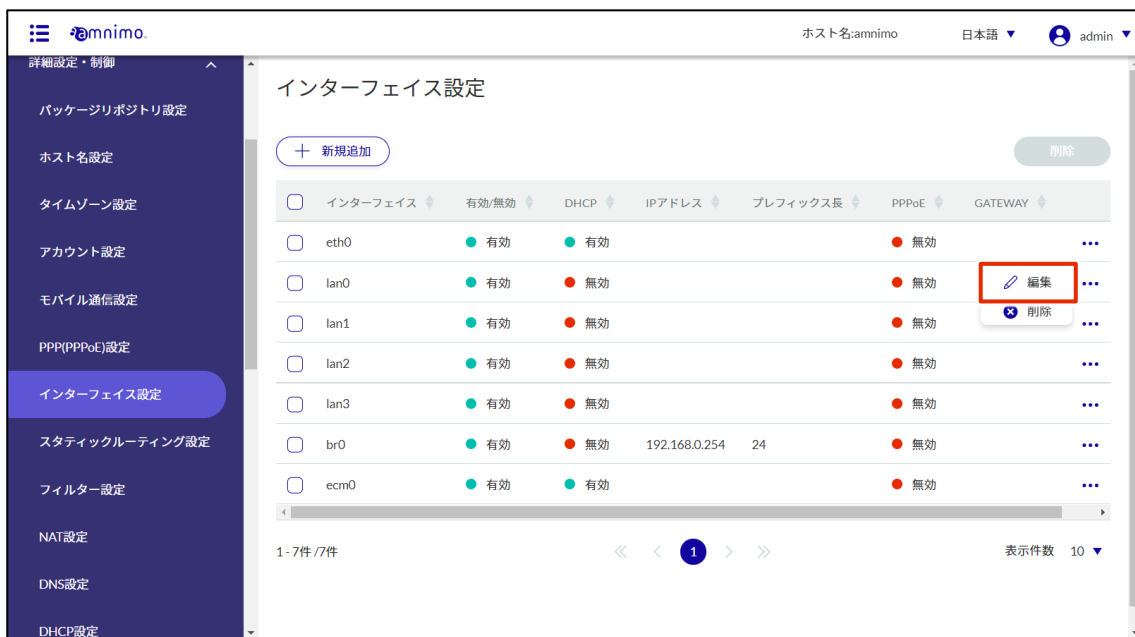 amnimo.
ホスト名:amnimo
日本語
admin
詳細設定・制御
パッケージリポジトリ設定
ホスト名設定
タイムゾーン設定
アカウント設定
モバイル通信設定
PPP(PPPoE)設定
インターフェイス設定
スタティックルーティング設定
フィルター設定
NAT設定
DNS設定
DHCP設定
インターフェイス設定
新規追加
削除
インターフェイス 有効/無効 DHCP IPアドレス プレフィックス長 PPPoE GATEWAY
eth0 有効 有効 無効
lan0 有効 無効 無効 編集
削除
lan1 有効 無効 無効
lan2 有効 無効 無効
lan3 有効 無効 無効
br0 有効 無効 192.168.0.254 24 無効
ecm0 有効 有効 無効
1 - 7件 /7件
1
表示件数 10